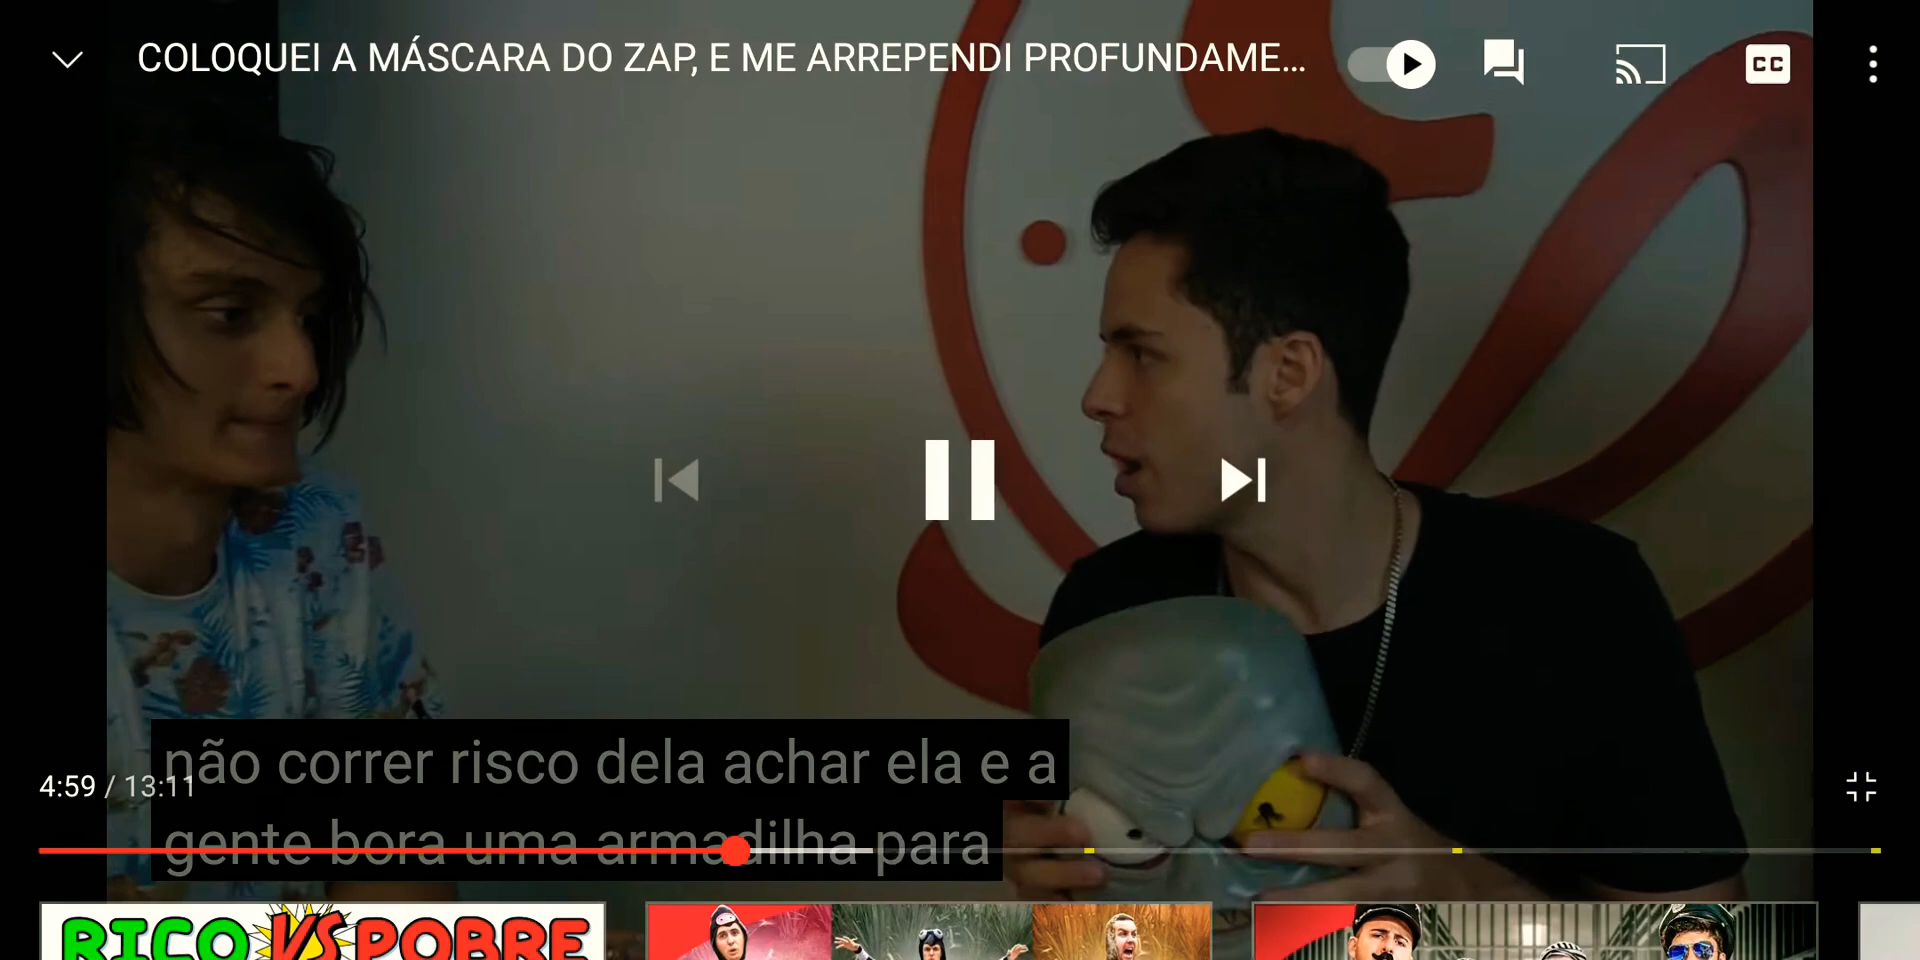 COLOQUEI A MÁSCARA DO ZAP, E ME ARREPENDI PROFUNDAME...
CC
não correr risco dela achar ela e a
4:59 / 13:11
gente bora uma armadilha para
RICO VS POBRE